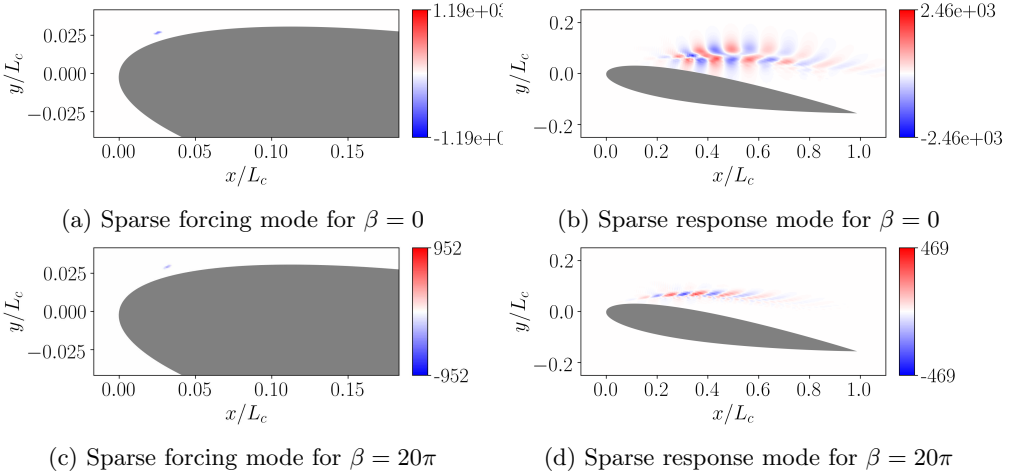 0.025
0.000
−0.025
y/L_c
0.00 0.05 0.10 0.15
x/L_c
1.19e+03
-1.19e+0
(a) Sparse forcing mode for β = 0
0.2
0.0
−0.2
y/L_c
0.0 0.2 0.4 0.6 0.8 1.0
x/L_c
2.46e+03
-2.46e+03
(b) Sparse response mode for β = 0
0.025
0.000
−0.025
y/L_c
0.00 0.05 0.10 0.15
x/L_c
952
-952
(c) Sparse forcing mode for β = 20π
0.2
0.0
−0.2
y/L_c
0.0 0.2 0.4 0.6 0.8 1.0
x/L_c
469
-469
(d) Sparse response mode for β = 20π